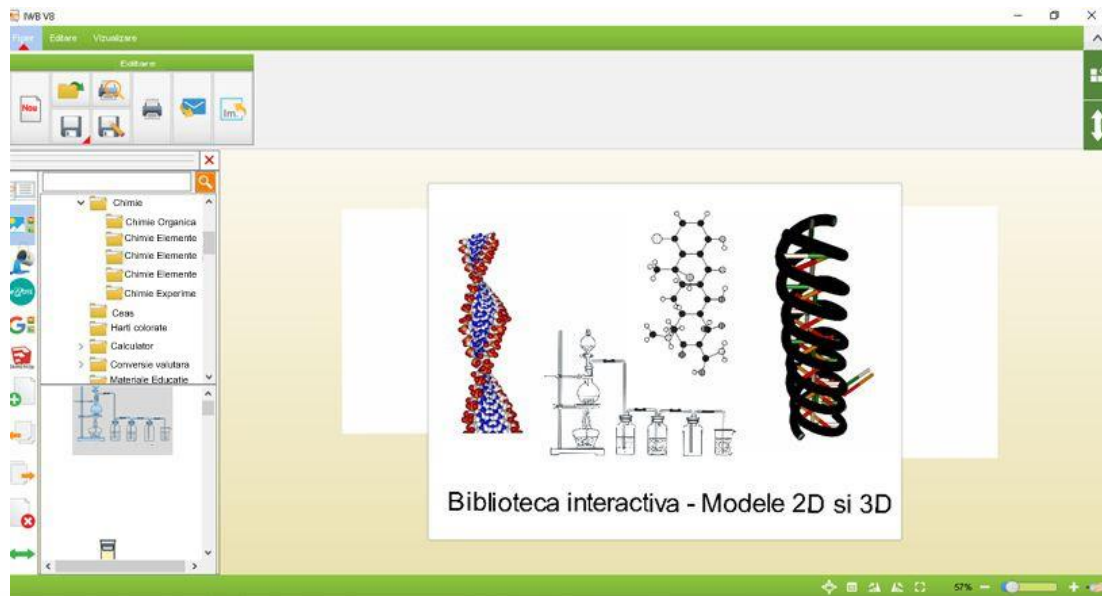 IWB V8
Fișier Editare Vizualizare
Editare
Nou
Im.
Chimie
Chimie Organica
Chimie Elemente
Chimie Elemente
Chimie Elemente
Chimie Experime
Ceas
Harti colorate
Calculator
Conversie valutara
Materiale Educatie
Biblioteca interactiva - Modele 2D si 3D
57%